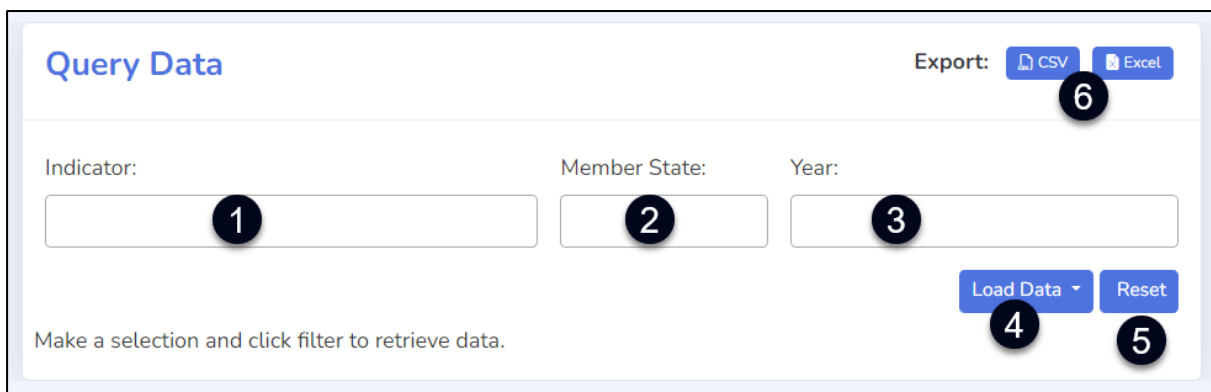 Query Data
Export: CSV Excel
6
Indicator: Member State: Year:
1 2 3
Load Data Reset
4 5
Make a selection and click filter to retrieve data.